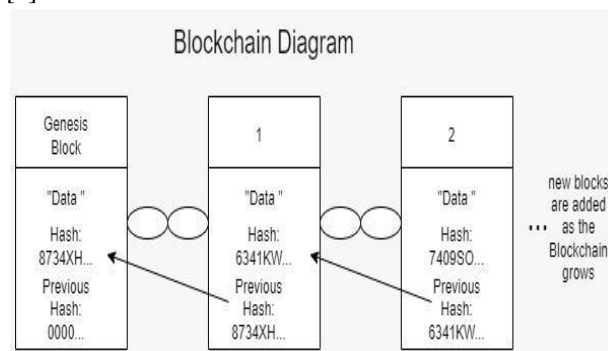 Blockchain Diagram
Genesis
Block
"Data "
Hash:
8734XH...
Previous
Hash:
0000...
1
"Data "
Hash:
6341KW...
Previous
Hash:
8734XH...
2
"Data "
Hash:
7409SO...
Previous
Hash:
6341KW...
new blocks
are added
... as the
Blockchain
grows